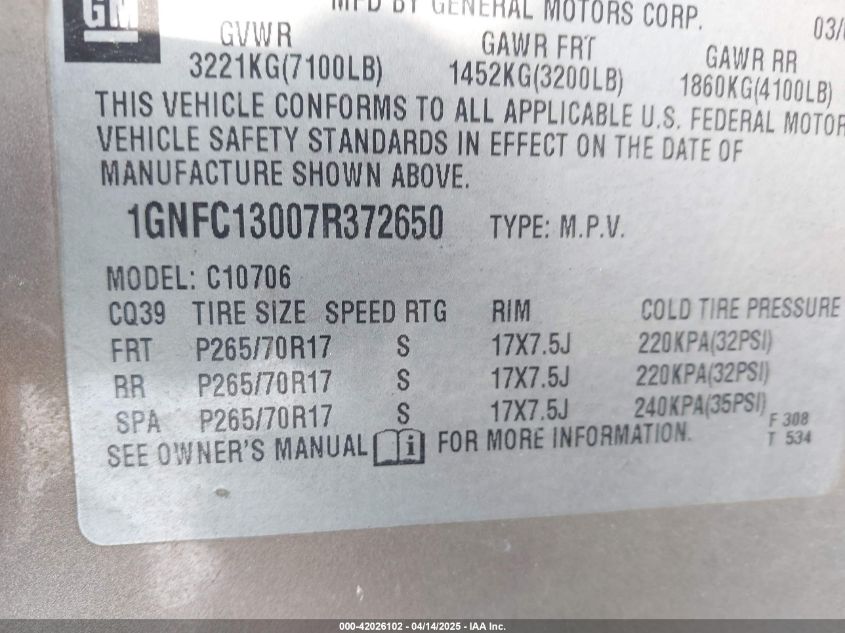 GM
MFD BY GENERAL MOTORS CORP.
GVWR GAWR FRT GAWR RR
3221KG(7100LB) 1452KG(3200LB) 1860KG(4100LB)
THIS VEHICLE CONFORMS TO ALL APPLICABLE U.S. FEDERAL MOTOR
VEHICLE SAFETY STANDARDS IN EFFECT ON THE DATE OF
MANUFACTURE SHOWN ABOVE.
1GNFC13007R372650 TYPE: M.P.V.
MODEL: C10706
CQ39 TIRE SIZE SPEED RTG RIM COLD TIRE PRESSURE
FRT P265/70R17 S 17X7.5J 220KPA(32PSI)
RR P265/70R17 S 17X7.5J 220KPA(32PSI)
SPA P265/70R17 S 17X7.5J 240KPA(35PSI)
SEE OWNER'S MANUAL i FOR MORE INFORMATION.
F 308
T 534
000-42026102 - 04/14/2025 - IAA Inc.